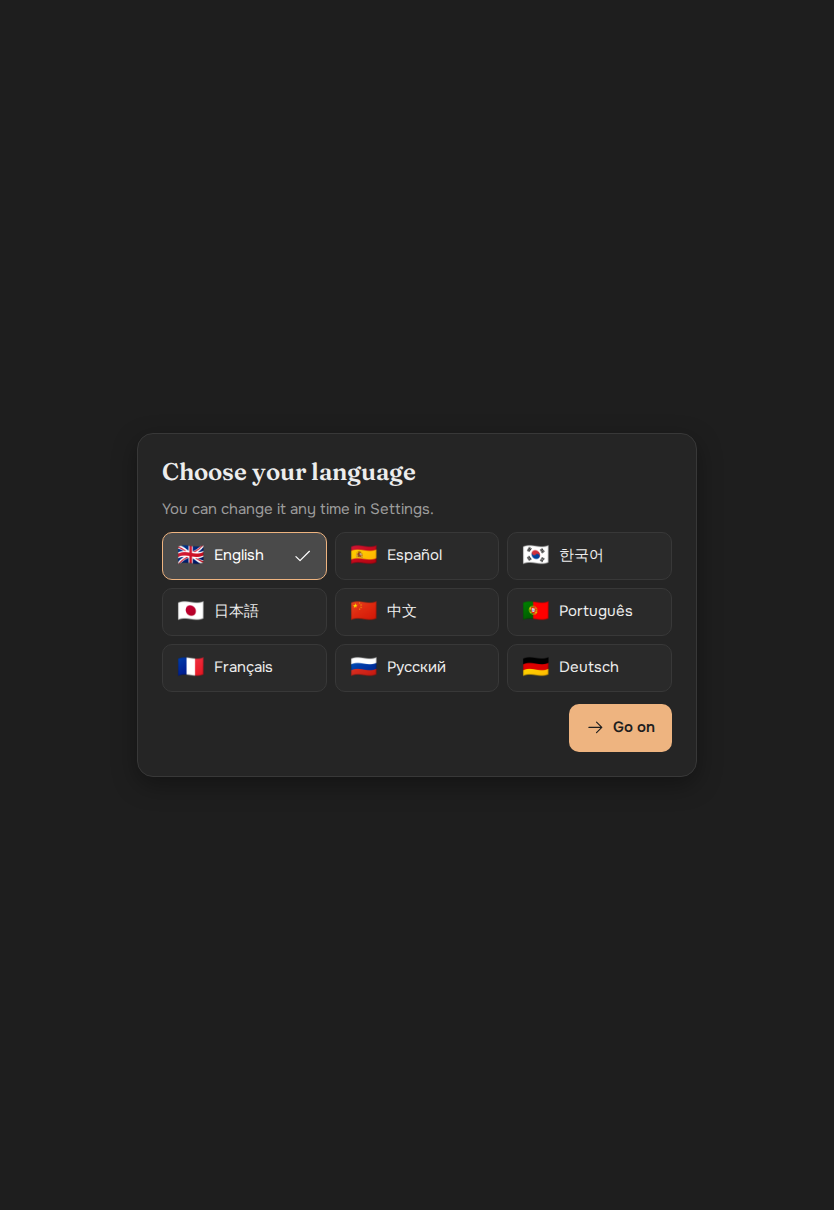 Choose your language
You can change it any time in Settings.
English
Español
한국어
日本語
中文
Português
Français
Русский
Deutsch
Go on